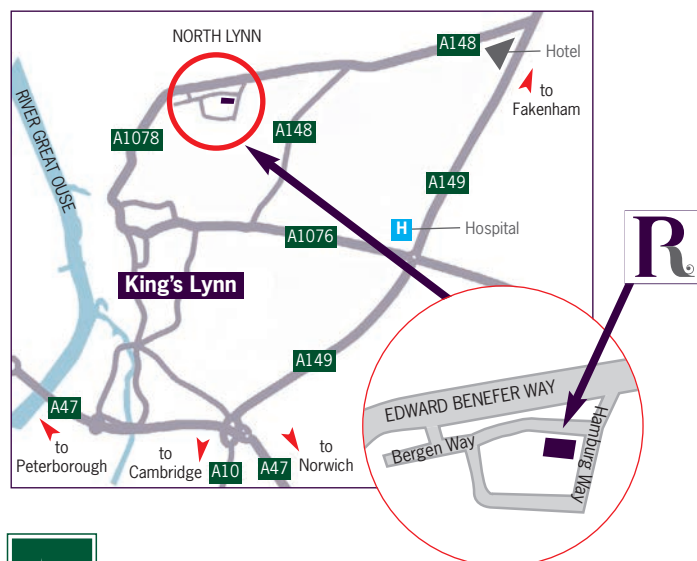 NORTH LYNN
A148
Hotel
to
Fakenham
RIVER GREAT OUSE
A1078
A148
A149
H
Hospital
A1076
R
King's Lynn
A149
EDWARD BENEFER WAY
Hamburg Way
Bergen Way
A47
to
Peterborough
to
Cambridge
A10
A47
to
Norwich